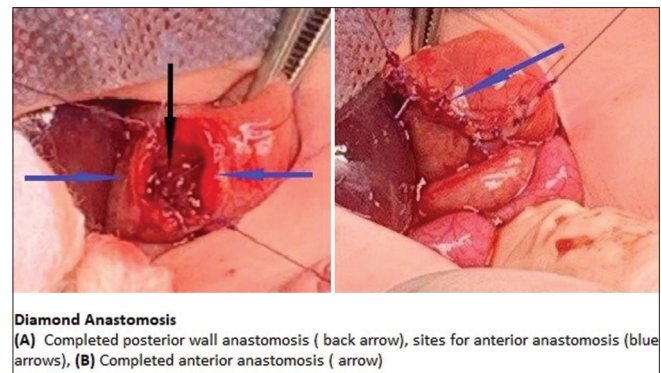 Diamond Anastomosis
(A) Completed posterior wall anastomosis ( back arrow), sites for anterior anastomosis (blue
arrows), (B) Completed anterior anastomosis ( arrow)